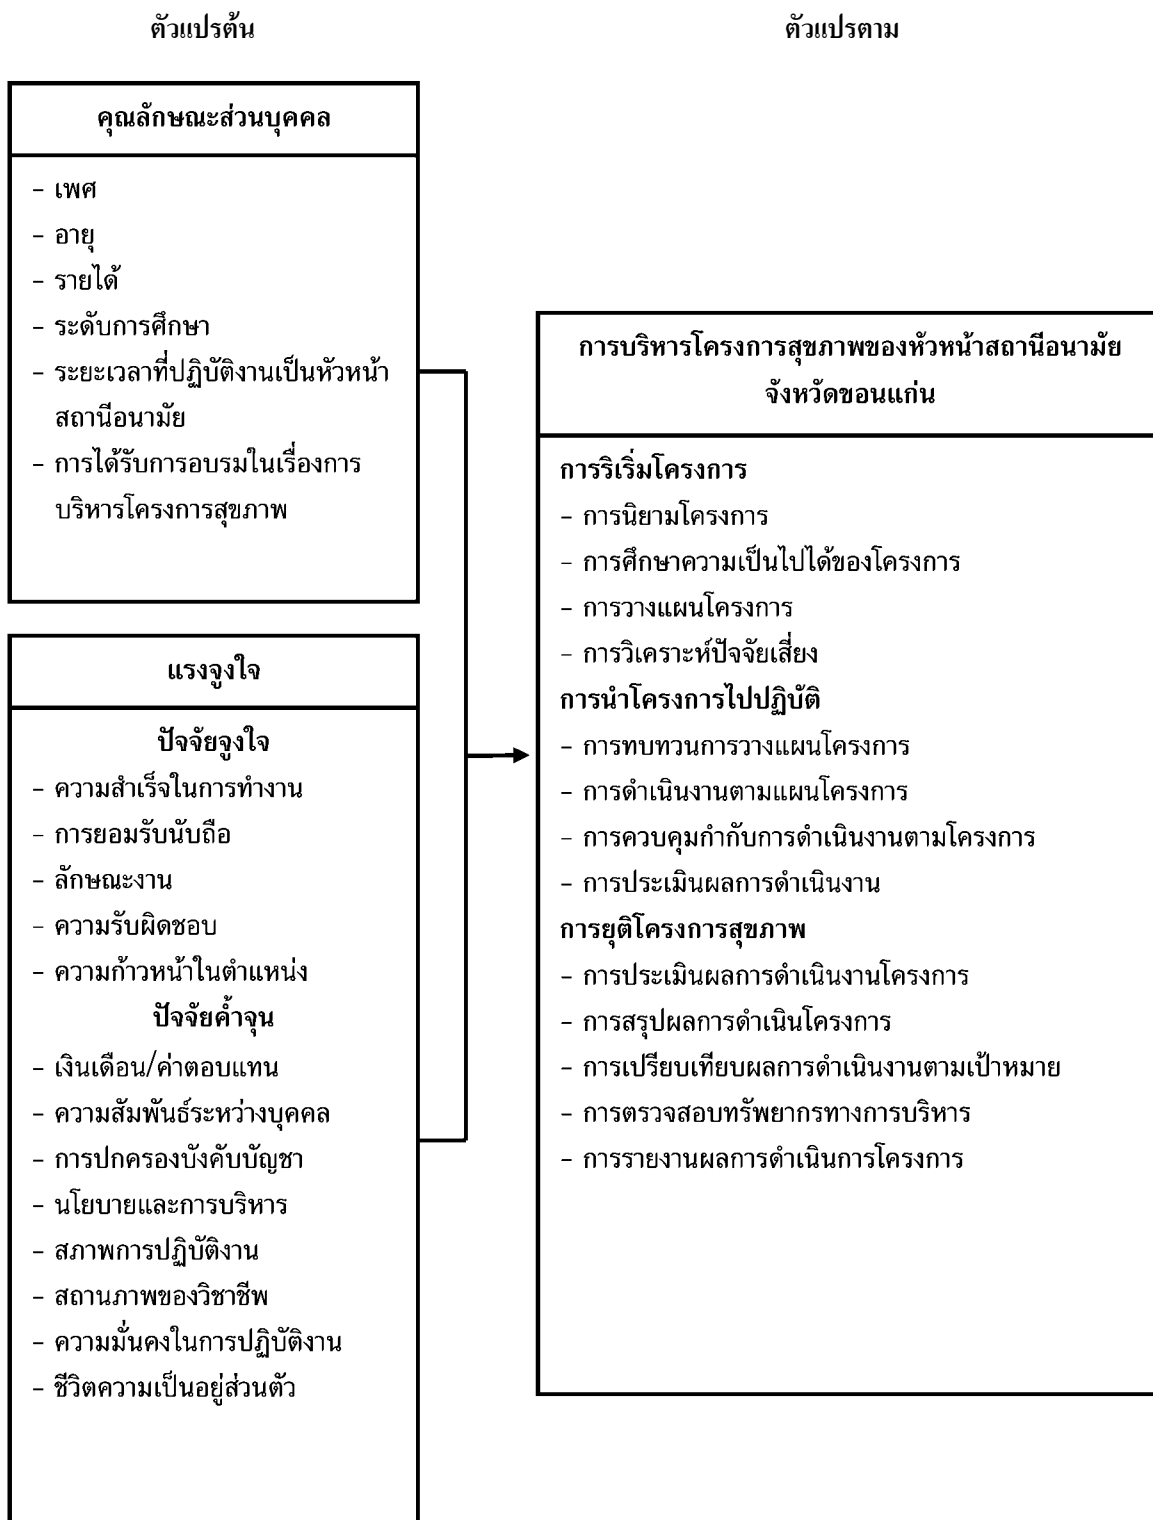 ตัวแปรต้น
ตัวแปรตาม
คุณลักษณะส่วนบุคคล
- เพศ
- อายุ
- รายได้
- ระดับการศึกษา
- ระยะเวลาที่ปฏิบัติงานเป็นหัวหน้า
สถานีอนามัย
- การได้รับการอบรมในเรื่องการ
บริหารโครงการสุขภาพ
แรงจูงใจ
ปัจจัยจูงใจ
- ความสำเร็จในการทำงาน
- การยอมรับนับถือ
- ลักษณะงาน
- ความรับผิดชอบ
- ความก้าวหน้าในตำแหน่ง
ปัจจัยค้ำจุน
- เงินเดือน/ค่าตอบแทน
- ความสัมพันธ์ระหว่างบุคคล
- การปกครองบังคับบัญชา
- นโยบายและการบริหาร
- สภาพการปฏิบัติงาน
- สถานภาพของวิชาชีพ
- ความมั่นคงในการปฏิบัติงาน
- ชีวิตความเป็นอยู่ส่วนตัว
การบริหารโครงการสุขภาพของหัวหน้าสถานีอนามัย
จังหวัดขอนแก่น
การริเริ่มโครงการ
- การนิยามโครงการ
- การศึกษาความเป็นไปได้ของโครงการ
- การวางแผนโครงการ
- การวิเคราะห์ปัจจัยเสี่ยง
การนำโครงการไปปฏิบัติ
- การทบทวนการวางแผนโครงการ
- การดำเนินงานตามแผนโครงการ
- การควบคุมกำกับการดำเนินงานตามโครงการ
- การประเมินผลการดำเนินงาน
การยุติโครงการสุขภาพ
- การประเมินผลการดำเนินงานโครงการ
- การสรุปผลการดำเนินโครงการ
- การเปรียบเทียบผลการดำเนินงานตามเป้าหมาย
- การตรวจสอบทรัพยากรทางการบริหาร
- การรายงานผลการดำเนินการโครงการ